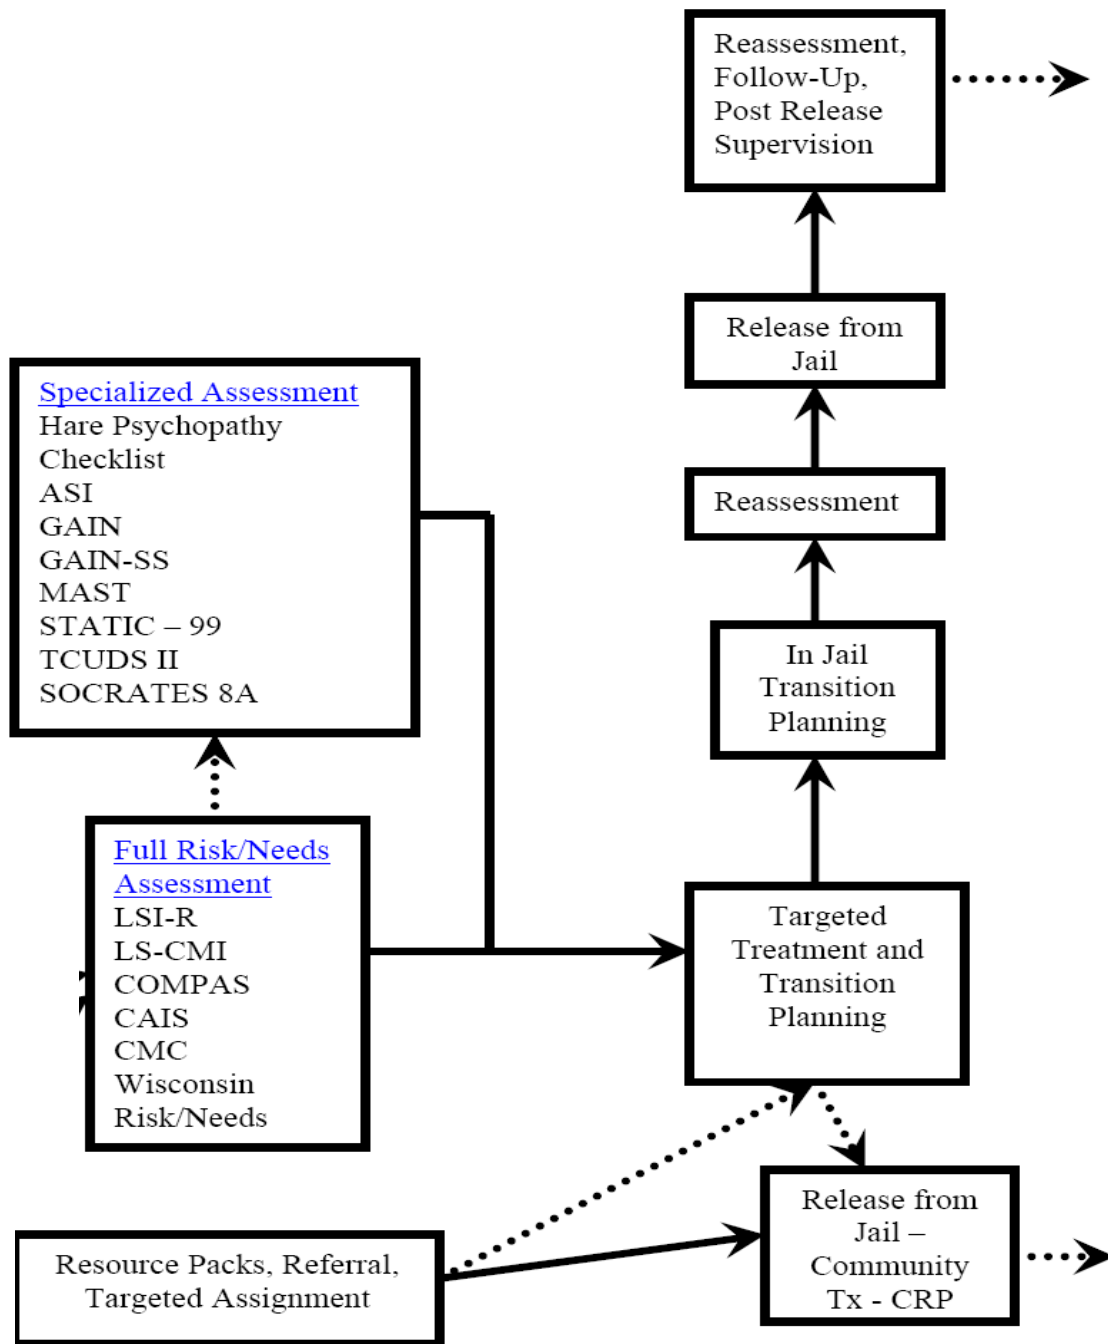 Reassessment,
Follow-Up,
Post Release
Supervision
Release from
Jail
Reassessment
In Jail
Transition
Planning
Specialized Assessment
Hare Psychopathy
Checklist
ASI
GAIN
GAIN-SS
MAST
STATIC – 99
TCUDS II
SOCRATES 8A
Full Risk/Needs
Assessment
LSI-R
LS-CMI
COMPAS
CAIS
CMC
Wisconsin
Risk/Needs
Targeted
Treatment and
Transition
Planning
Resource Packs, Referral,
Targeted Assignment
Release from
Jail –
Community
Tx - CRP